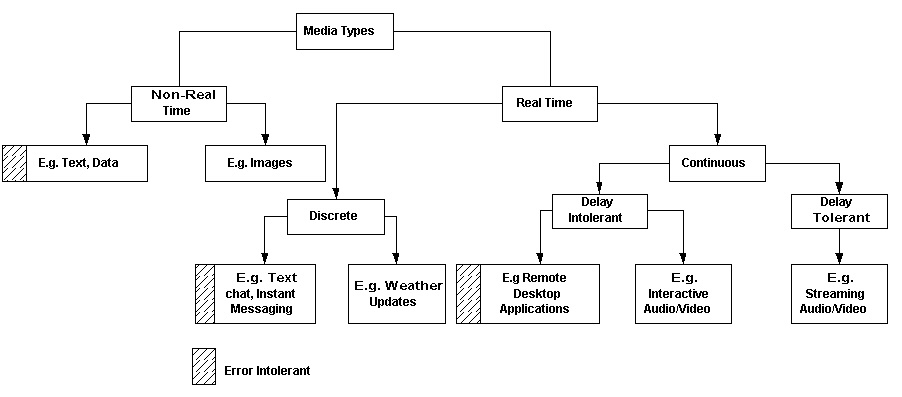 Media Types
Non-Real
Time
Real Time
E.g. Text, Data
E.g. Images
Continuous
Discrete
Delay
Intolerant
Delay
Tolerant
E.g. Text
chat, Instant
Messaging
E.g. Weather
Updates
E.g Remote
Desktop
Applications
E.g.
Interactive
Audio/Video
E.g.
Streaming
Audio/Video
Error Intolerant